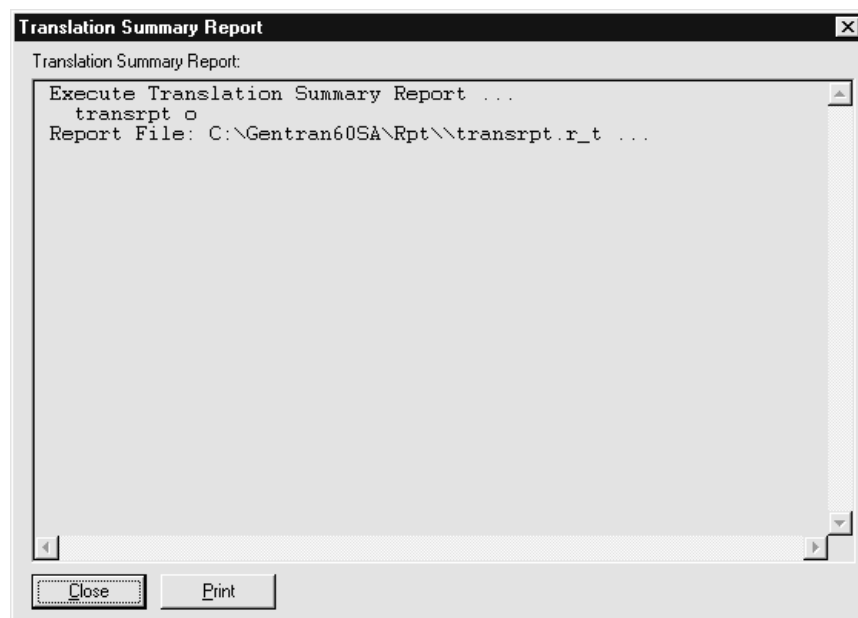 Translation Summary Report
Translation Summary Report:
Execute Translation Summary Report ...
transrpt o
Report File: C:\Gentran60SA\Rpt\\transrpt.r_t ...
Close Print